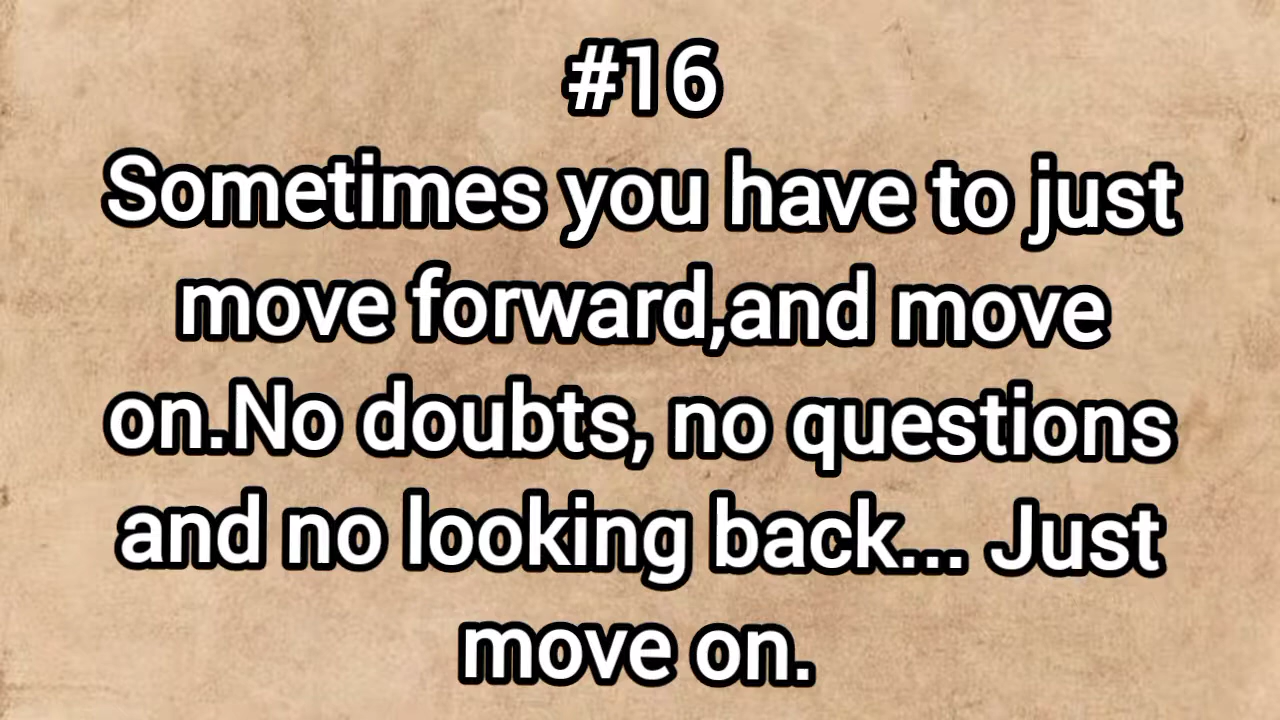 #16
Sometimes you have to just
move forward,and move
on.No doubts, no questions
and no looking back... Just
move on.